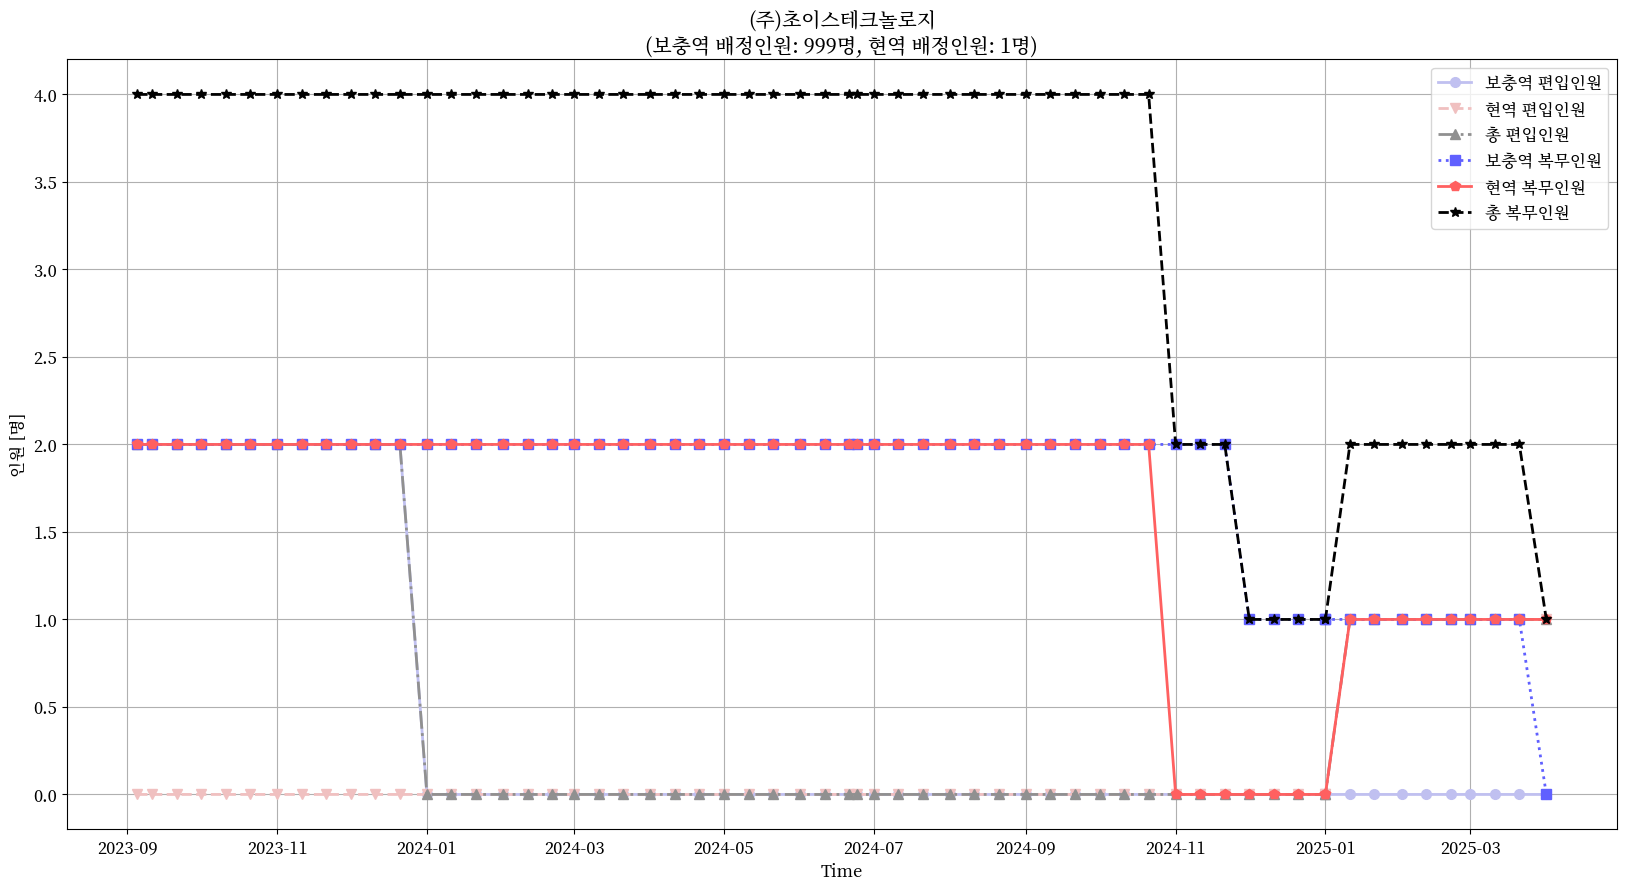 (주)초이스테크놀로지
(보충역 배정인원: 999명, 현역 배정인원: 1명)
보충역 편입인원
현역 편입인원
총 편입인원
보충역 복무인원
현역 복무인원
총 복무인원
인원 [명]
4.0
3.5
3.0
2.5
2.0
1.5
1.0
0.5
0.0
2023-09
2023-11
2024-01
2024-03
2024-05
2024-07
2024-09
2024-11
2025-01
2025-03
Time